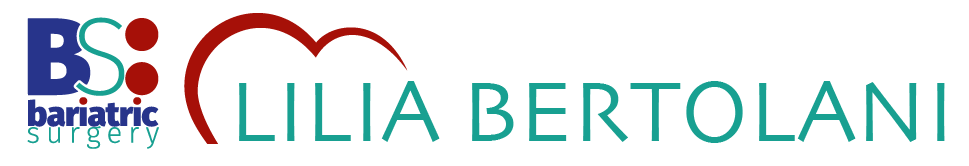 BS:
bariatric
surgery
LILIA BERTOLANI